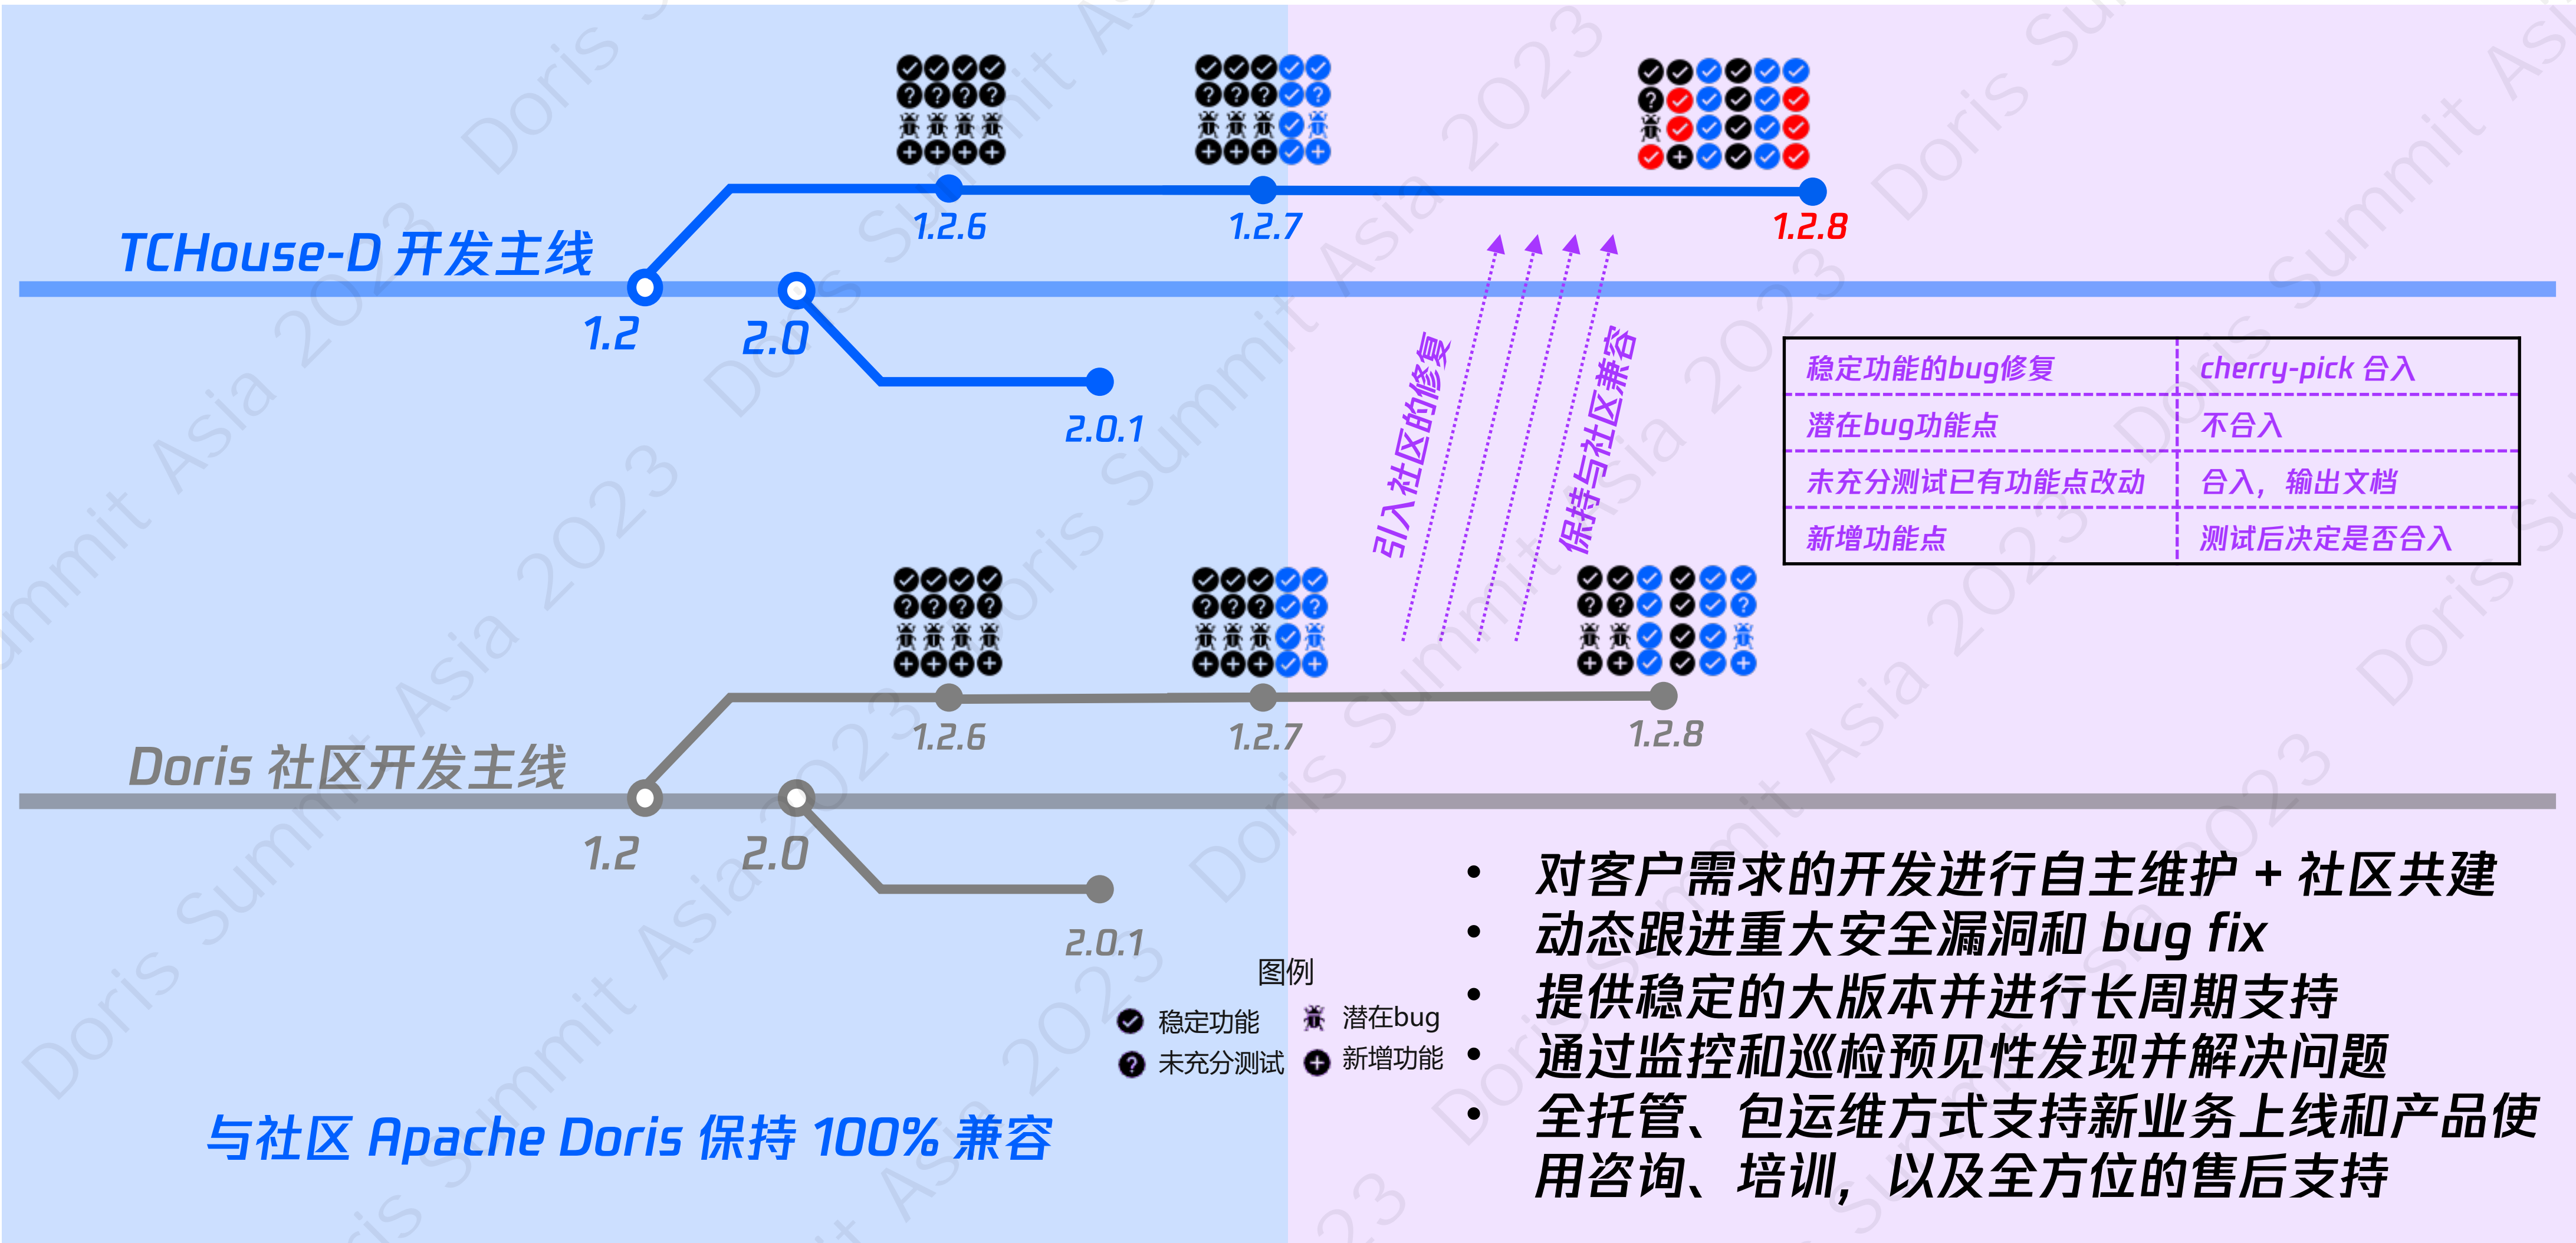 1.2.6
1.2.7
1.2.8
TCHouse-D 开发主线
1.2
2.0
2.0.1
引入社区的修复
保持与社区兼容
稳定功能的bug修复 cherry-pick 合入
潜在bug功能点 不合入
未充分测试已有功能点改动 合入，输出文档
新增功能点 测试后决定是否合入
1.2.6
1.2.7
1.2.8
Doris 社区开发主线
1.2
2.0
2.0.1
图例
稳定功能
潜在bug
未充分测试
新增功能
与社区 Apache Doris 保持 100% 兼容
• 对客户需求的开发进行自主维护 + 社区共建
• 动态跟进重大安全漏洞和 bug fix
• 提供稳定的大版本并进行长周期支持
• 通过监控和巡检预见性发现并解决问题
• 全托管、包运维方式支持新业务上线和产品使
用咨询、培训，以及全方位的售后支持
Doris Summit Asia 2023